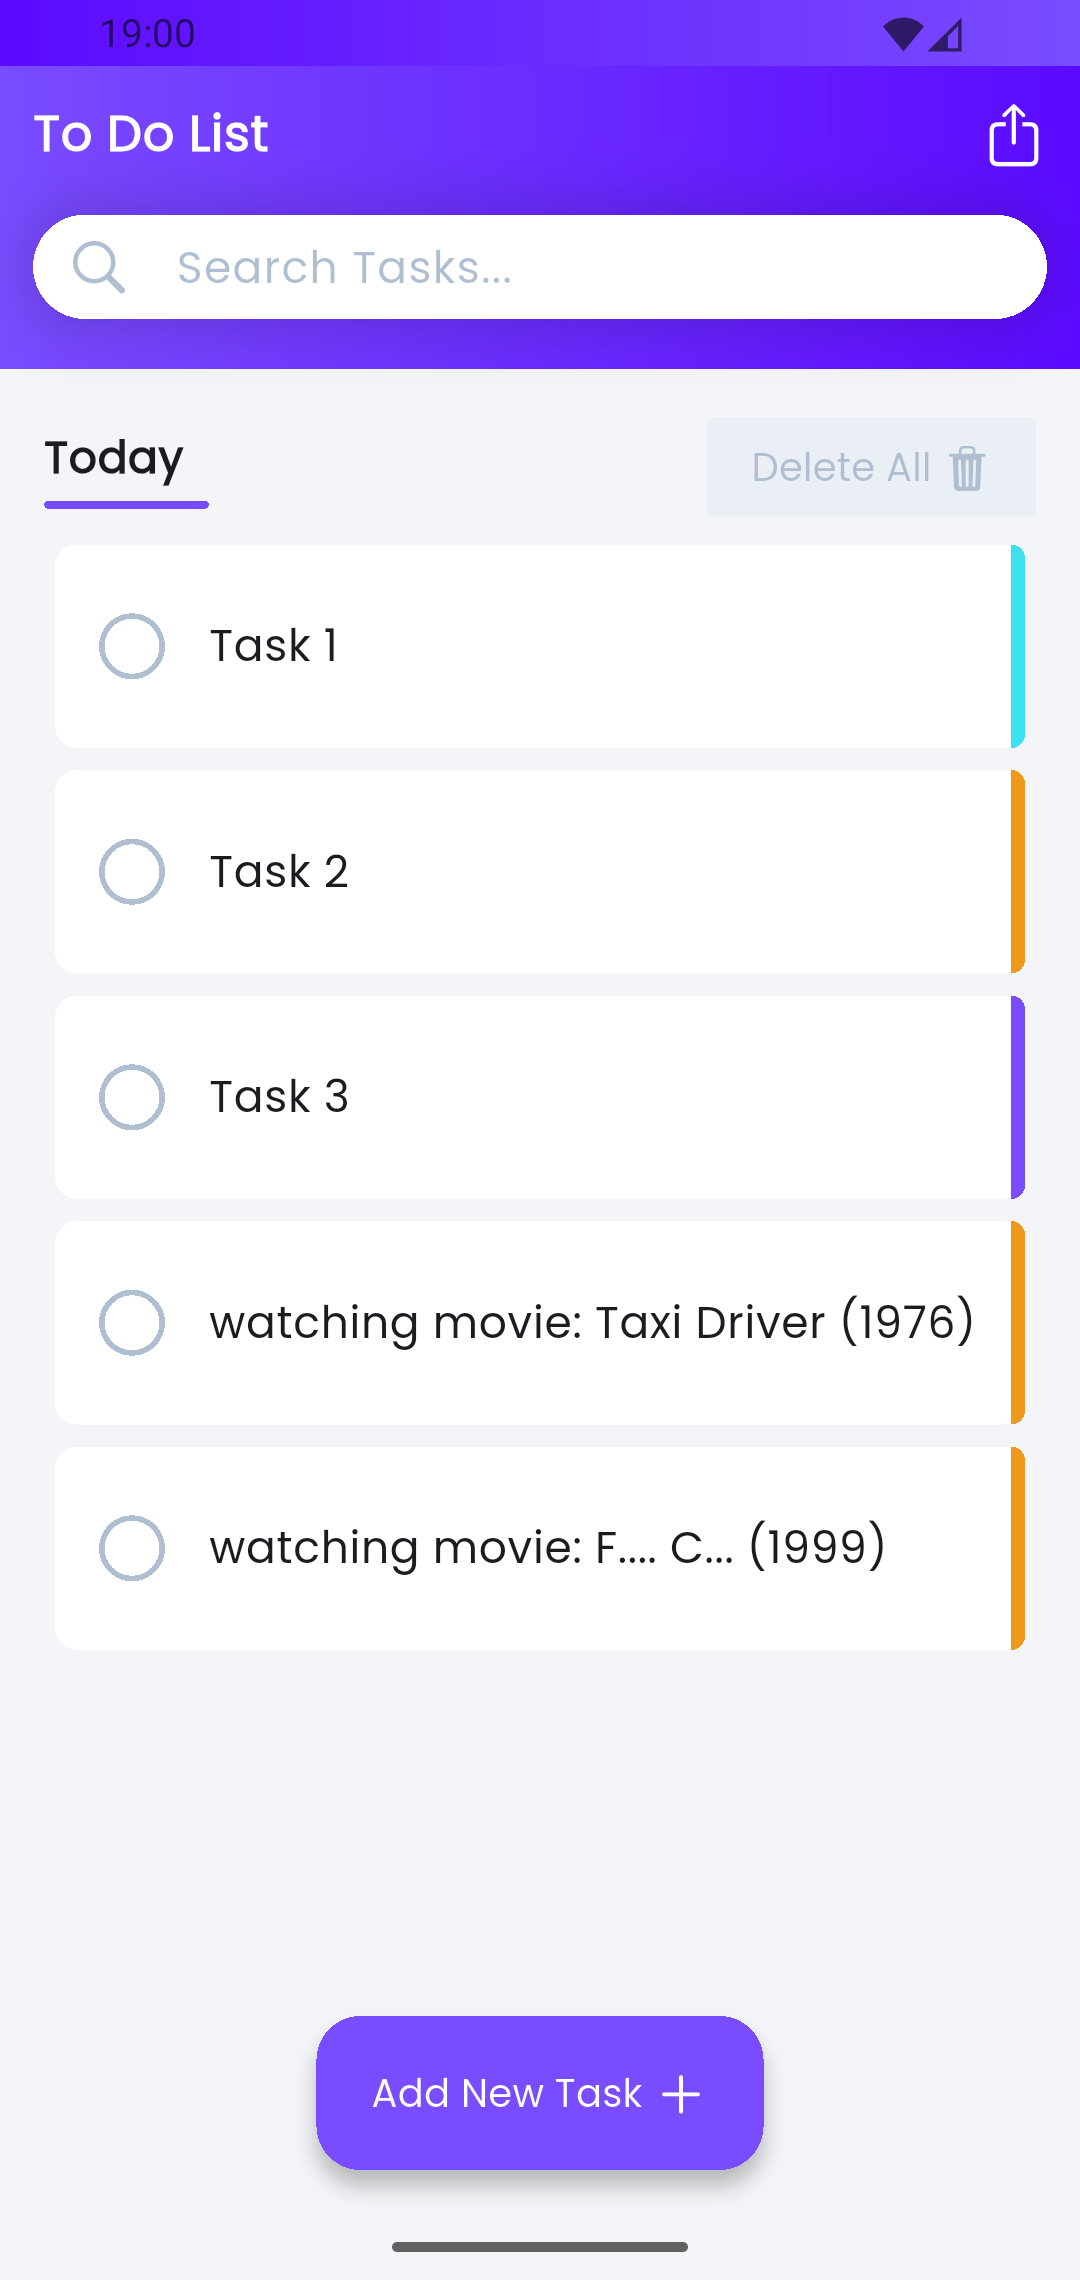 19:00
To Do List
Search Tasks...
Today
Delete All
Task 1
Task 2
Task 3
watching movie: Taxi Driver (1976)
watching movie: F.... C... (1999)
Add New Task